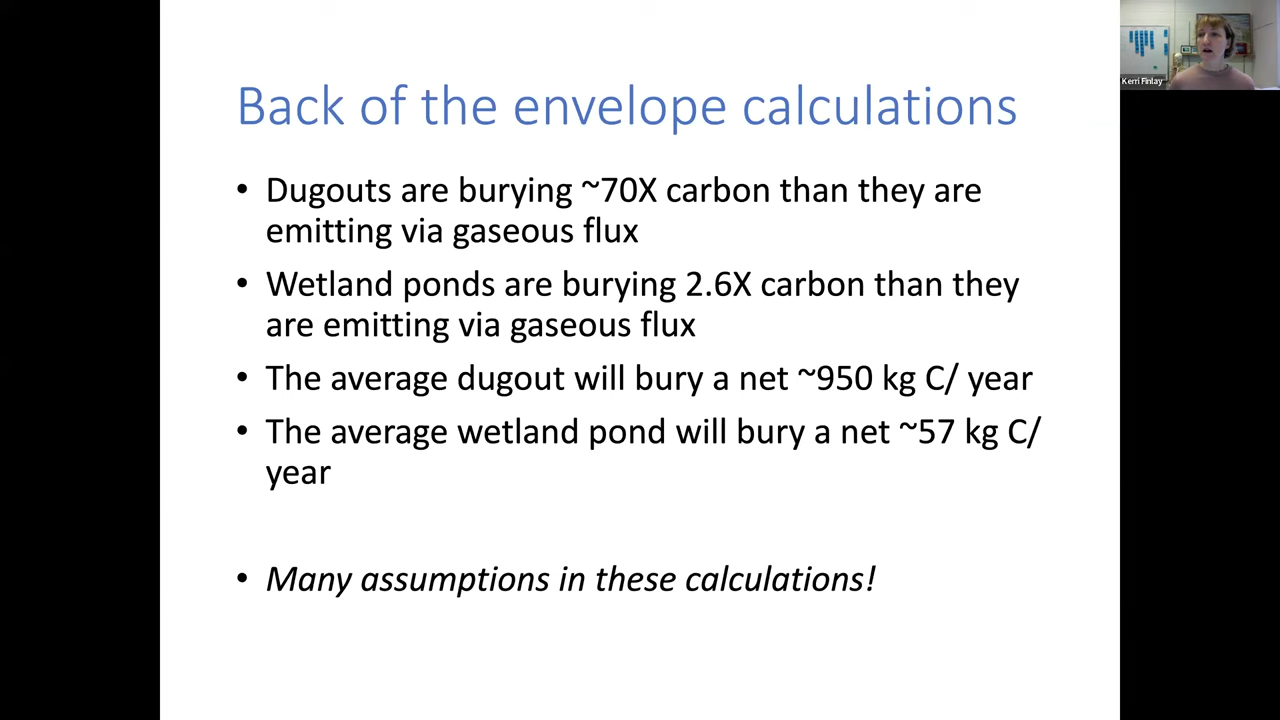 Kerri Finlay
Back of the envelope calculations
• Dugouts are burying ~70X carbon than they are
emitting via gaseous flux
• Wetland ponds are burying 2.6X carbon than they
are emitting via gaseous flux
• The average dugout will bury a net ~950 kg C/ year
• The average wetland pond will bury a net ~57 kg C/
year
• Many assumptions in these calculations!